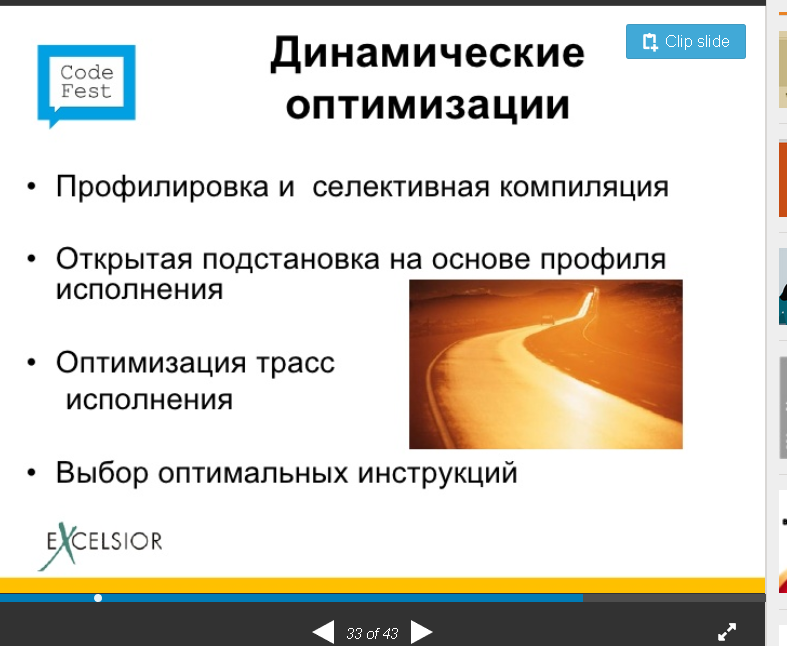 Code
Fest
Динамические
оптимизации
Clip slide
• Профилировка и селективная компиляция
• Открытая подстановка на основе профиля
исполнения
• Оптимизация трасс
исполнения
• Выбор оптимальных инструкций
EXCELSIOR
33 of 43